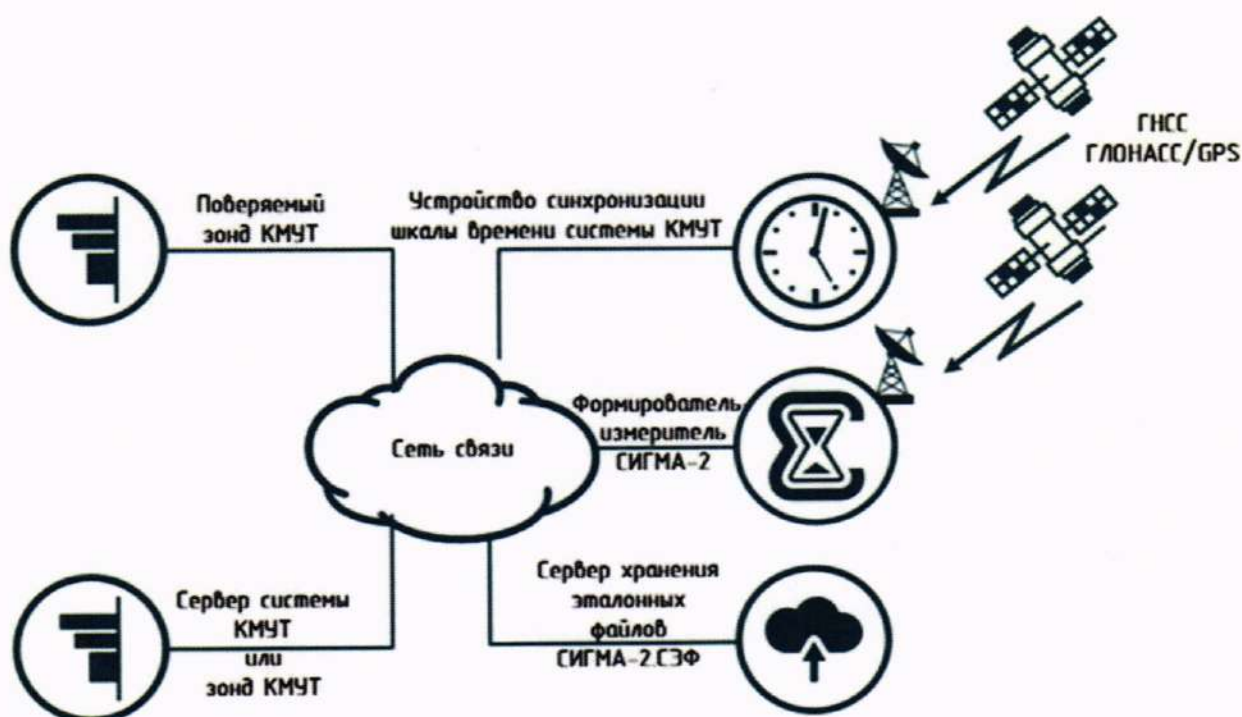 ГНСС
ГЛОНАСС/GPS
Поверяемый
зонд КМУТ
Устройство синхронизации
шкалы времени системы КМУТ
Сеть связи
Формирователь
измеритель
СИГМА-2
Сервер системы
КМУТ
или
зонд КМУТ
Сервер хранения
эталонных
файлов
СИГМА-2.СЭФ